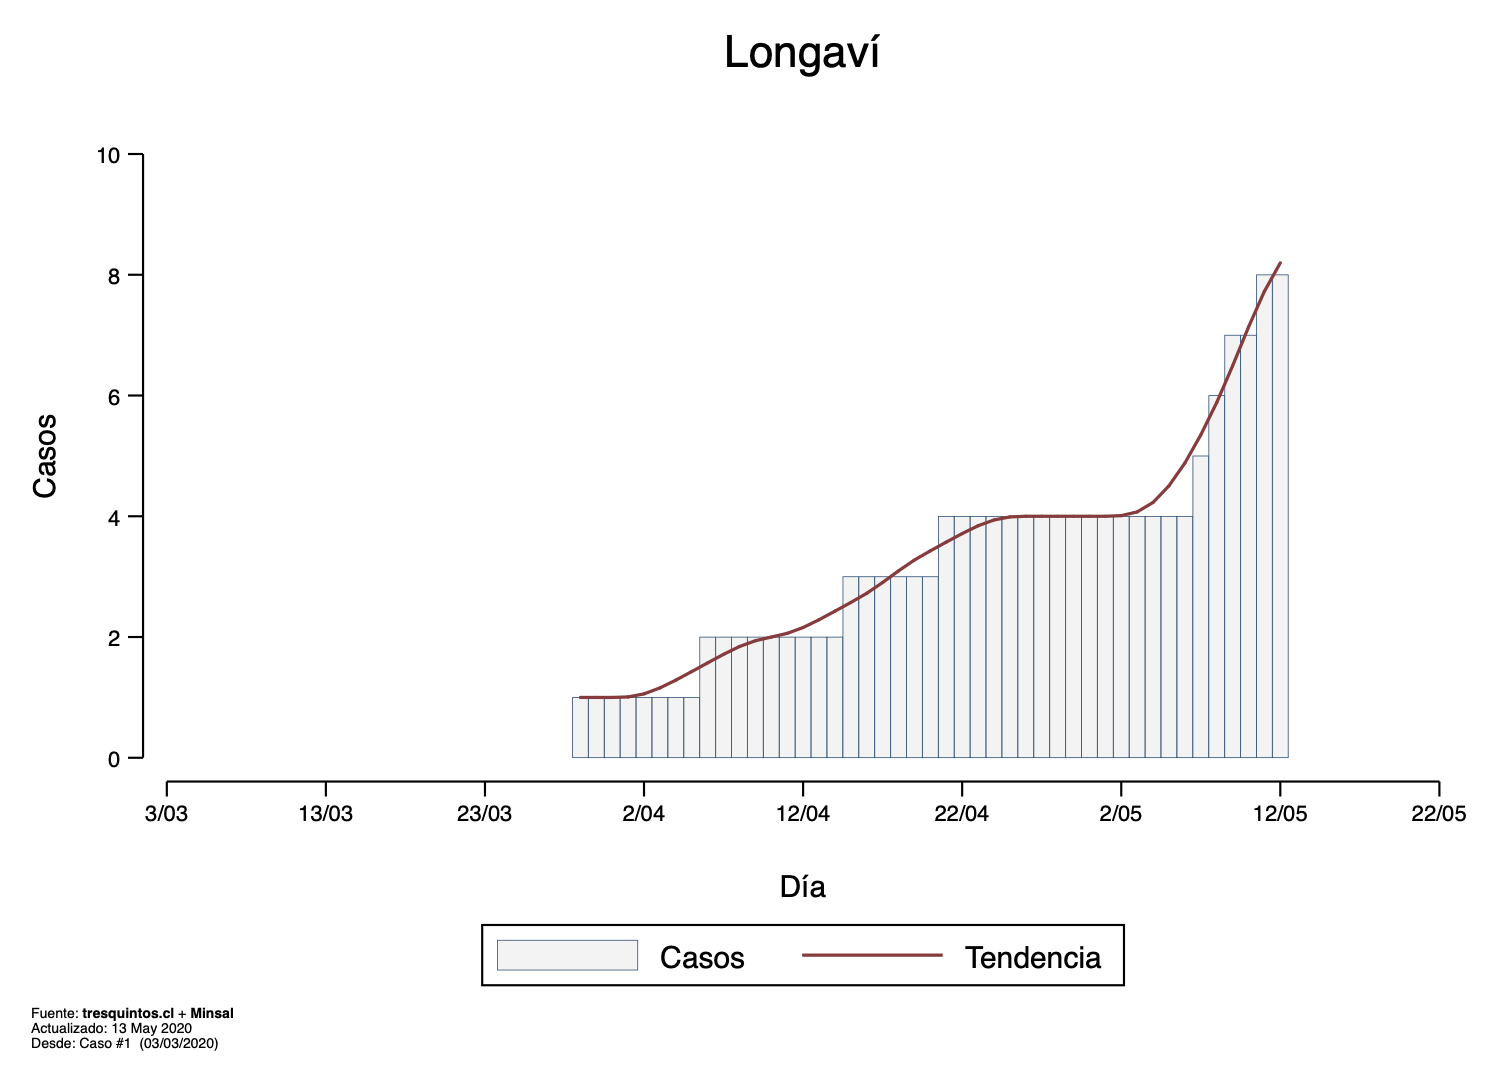 Longaví
10
8
6
4
2
0
Casos
3/03 13/03 23/03 2/04 12/04 22/04 2/05 12/05 22/05
Día
Casos Tendencia
Fuente: tresquintos.cl + Minsal
Actualizado: 13 May 2020
Desde: Caso #1 (03/03/2020)